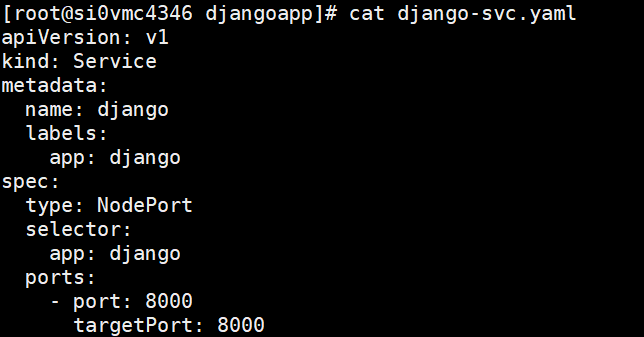 [root@si0vmc4346 djangoapp]# cat django-svc.yaml
apiVersion: v1
kind: Service
metadata:
  name: django
  labels:
    app: django
spec:
  type: NodePort
  selector:
    app: django
  ports:
    - port: 8000
      targetPort: 8000